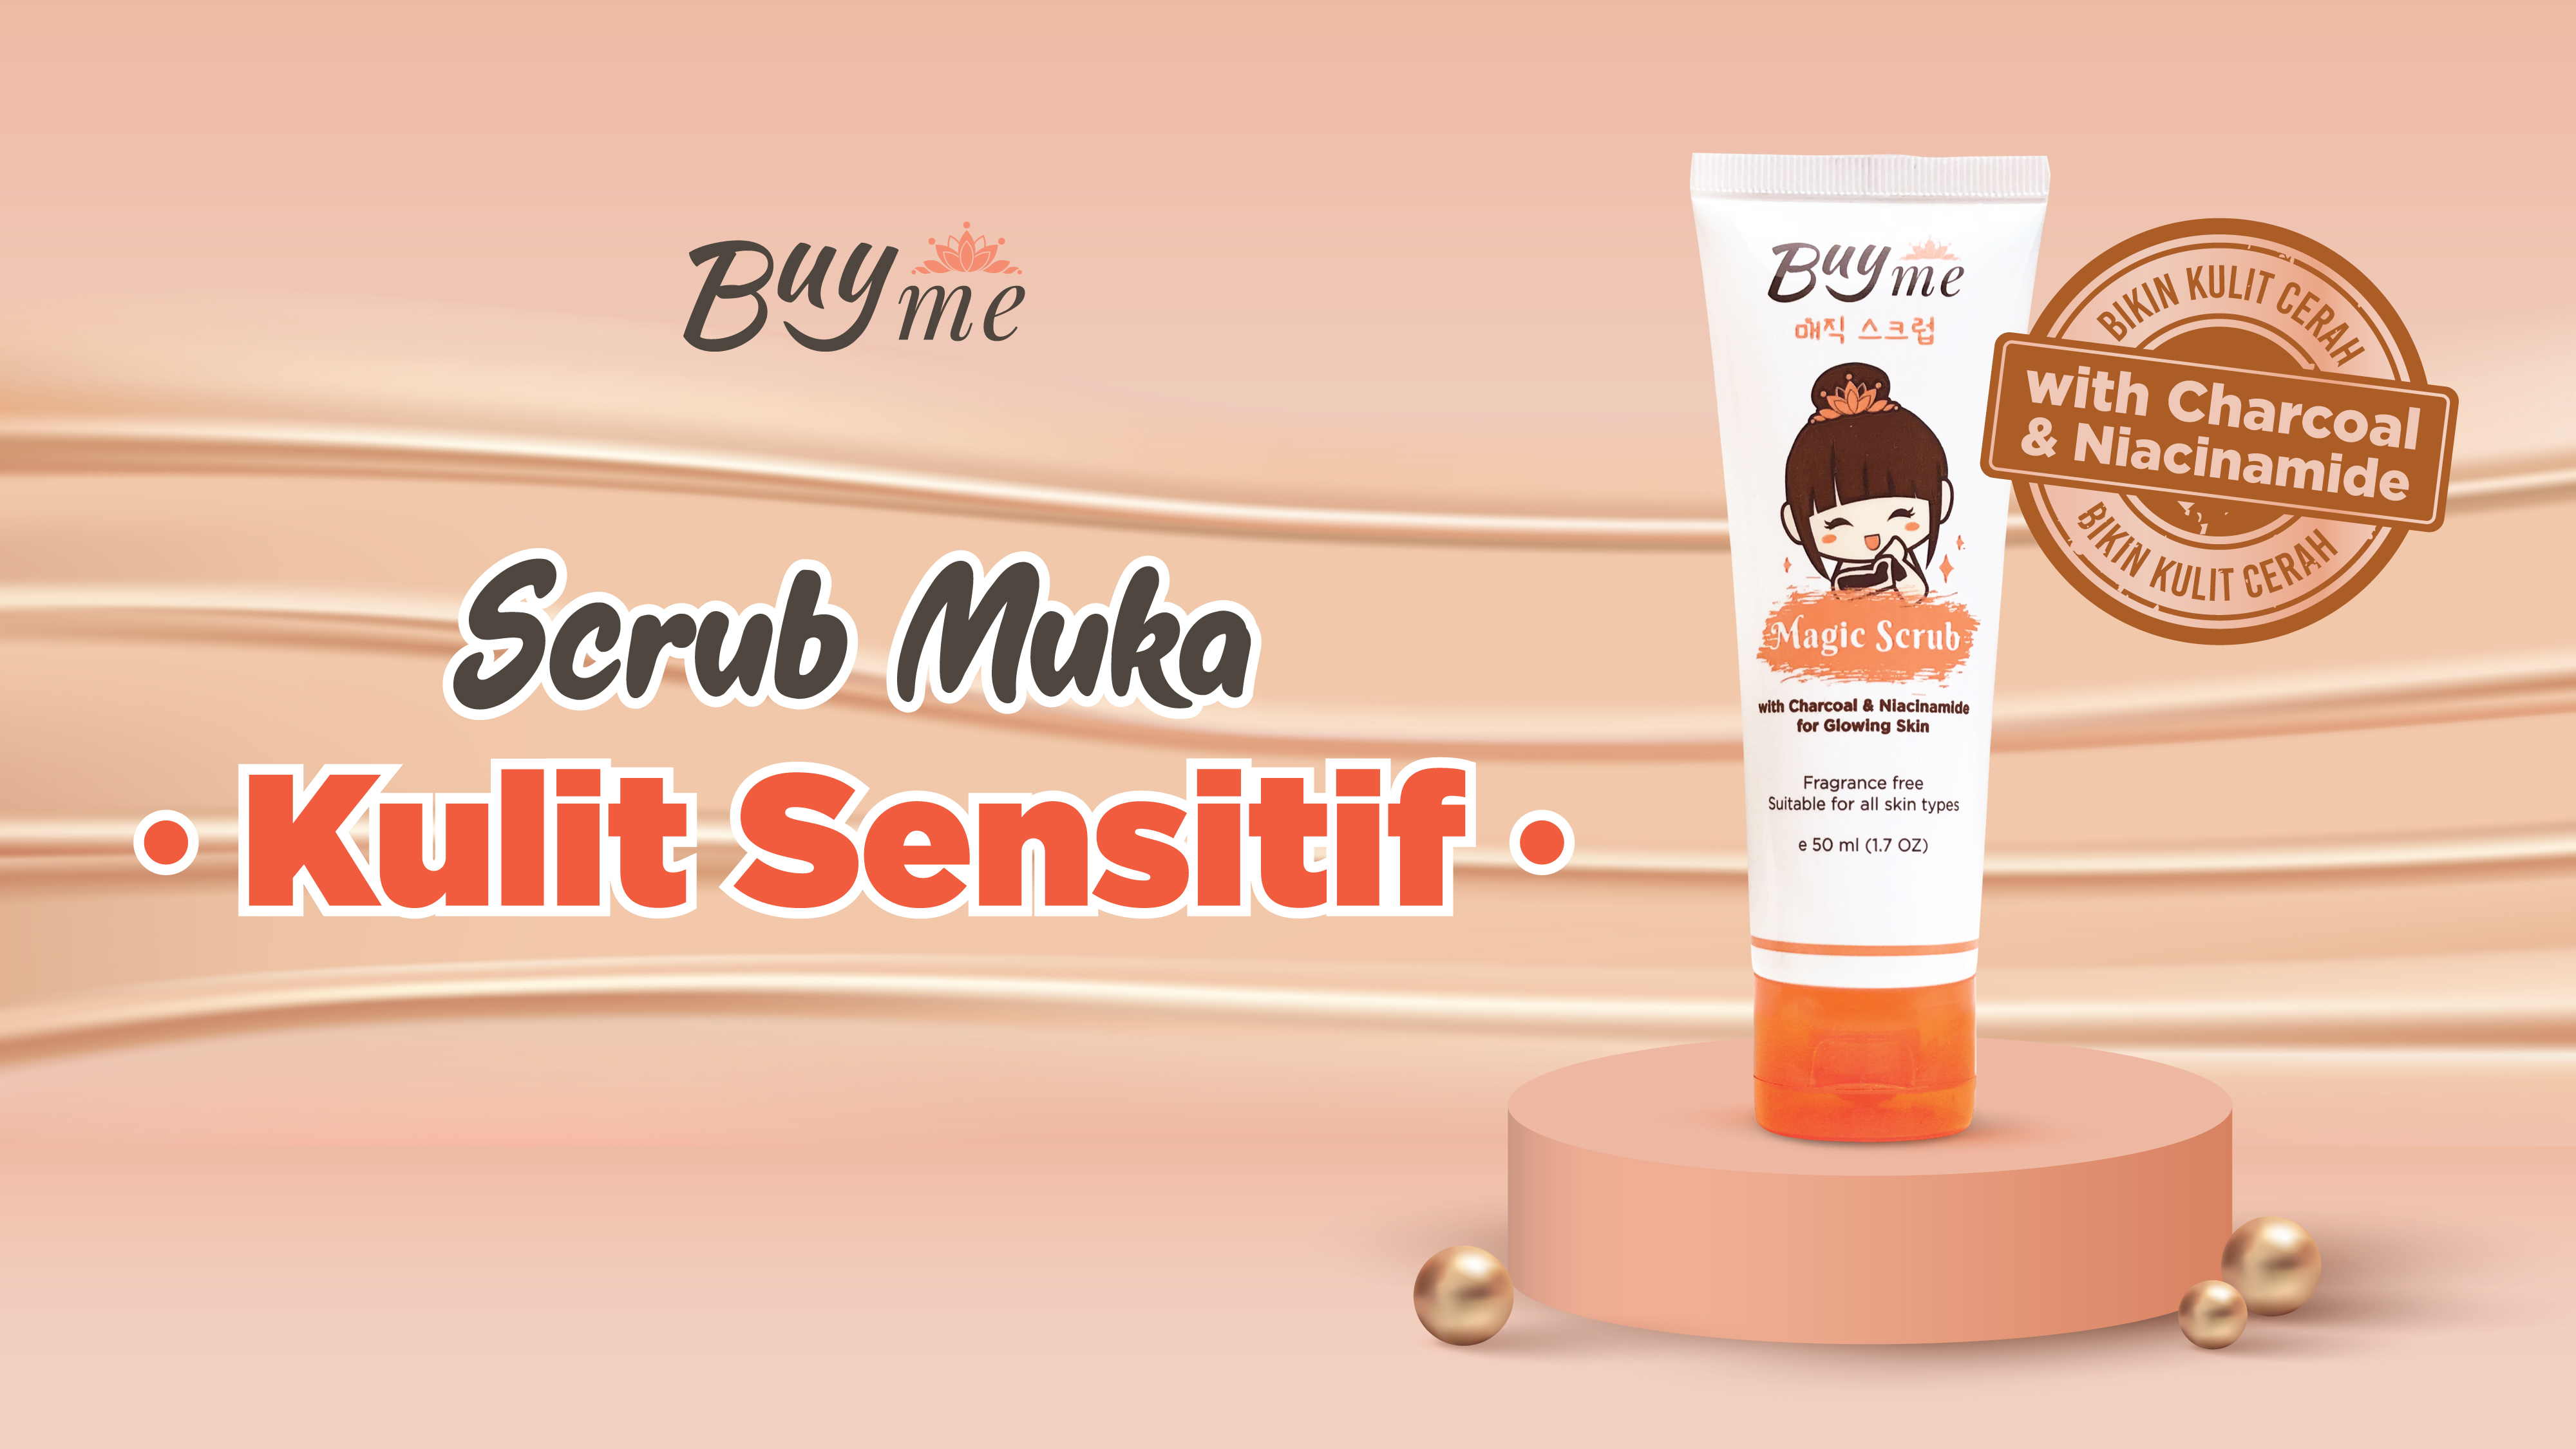 Buy me
Scrub Muka
• Kulit Sensitif •
Buy me
매직 스크럽
Magic Scrub
with Charcoal & Niacinamide
for Glowing Skin
Fragrance free
Suitable for all skin types
e 50 ml (1.7 OZ)
BIKIN KULIT CERAH
with Charcoal
& Niacinamide
BIKIN KULIT CERAH